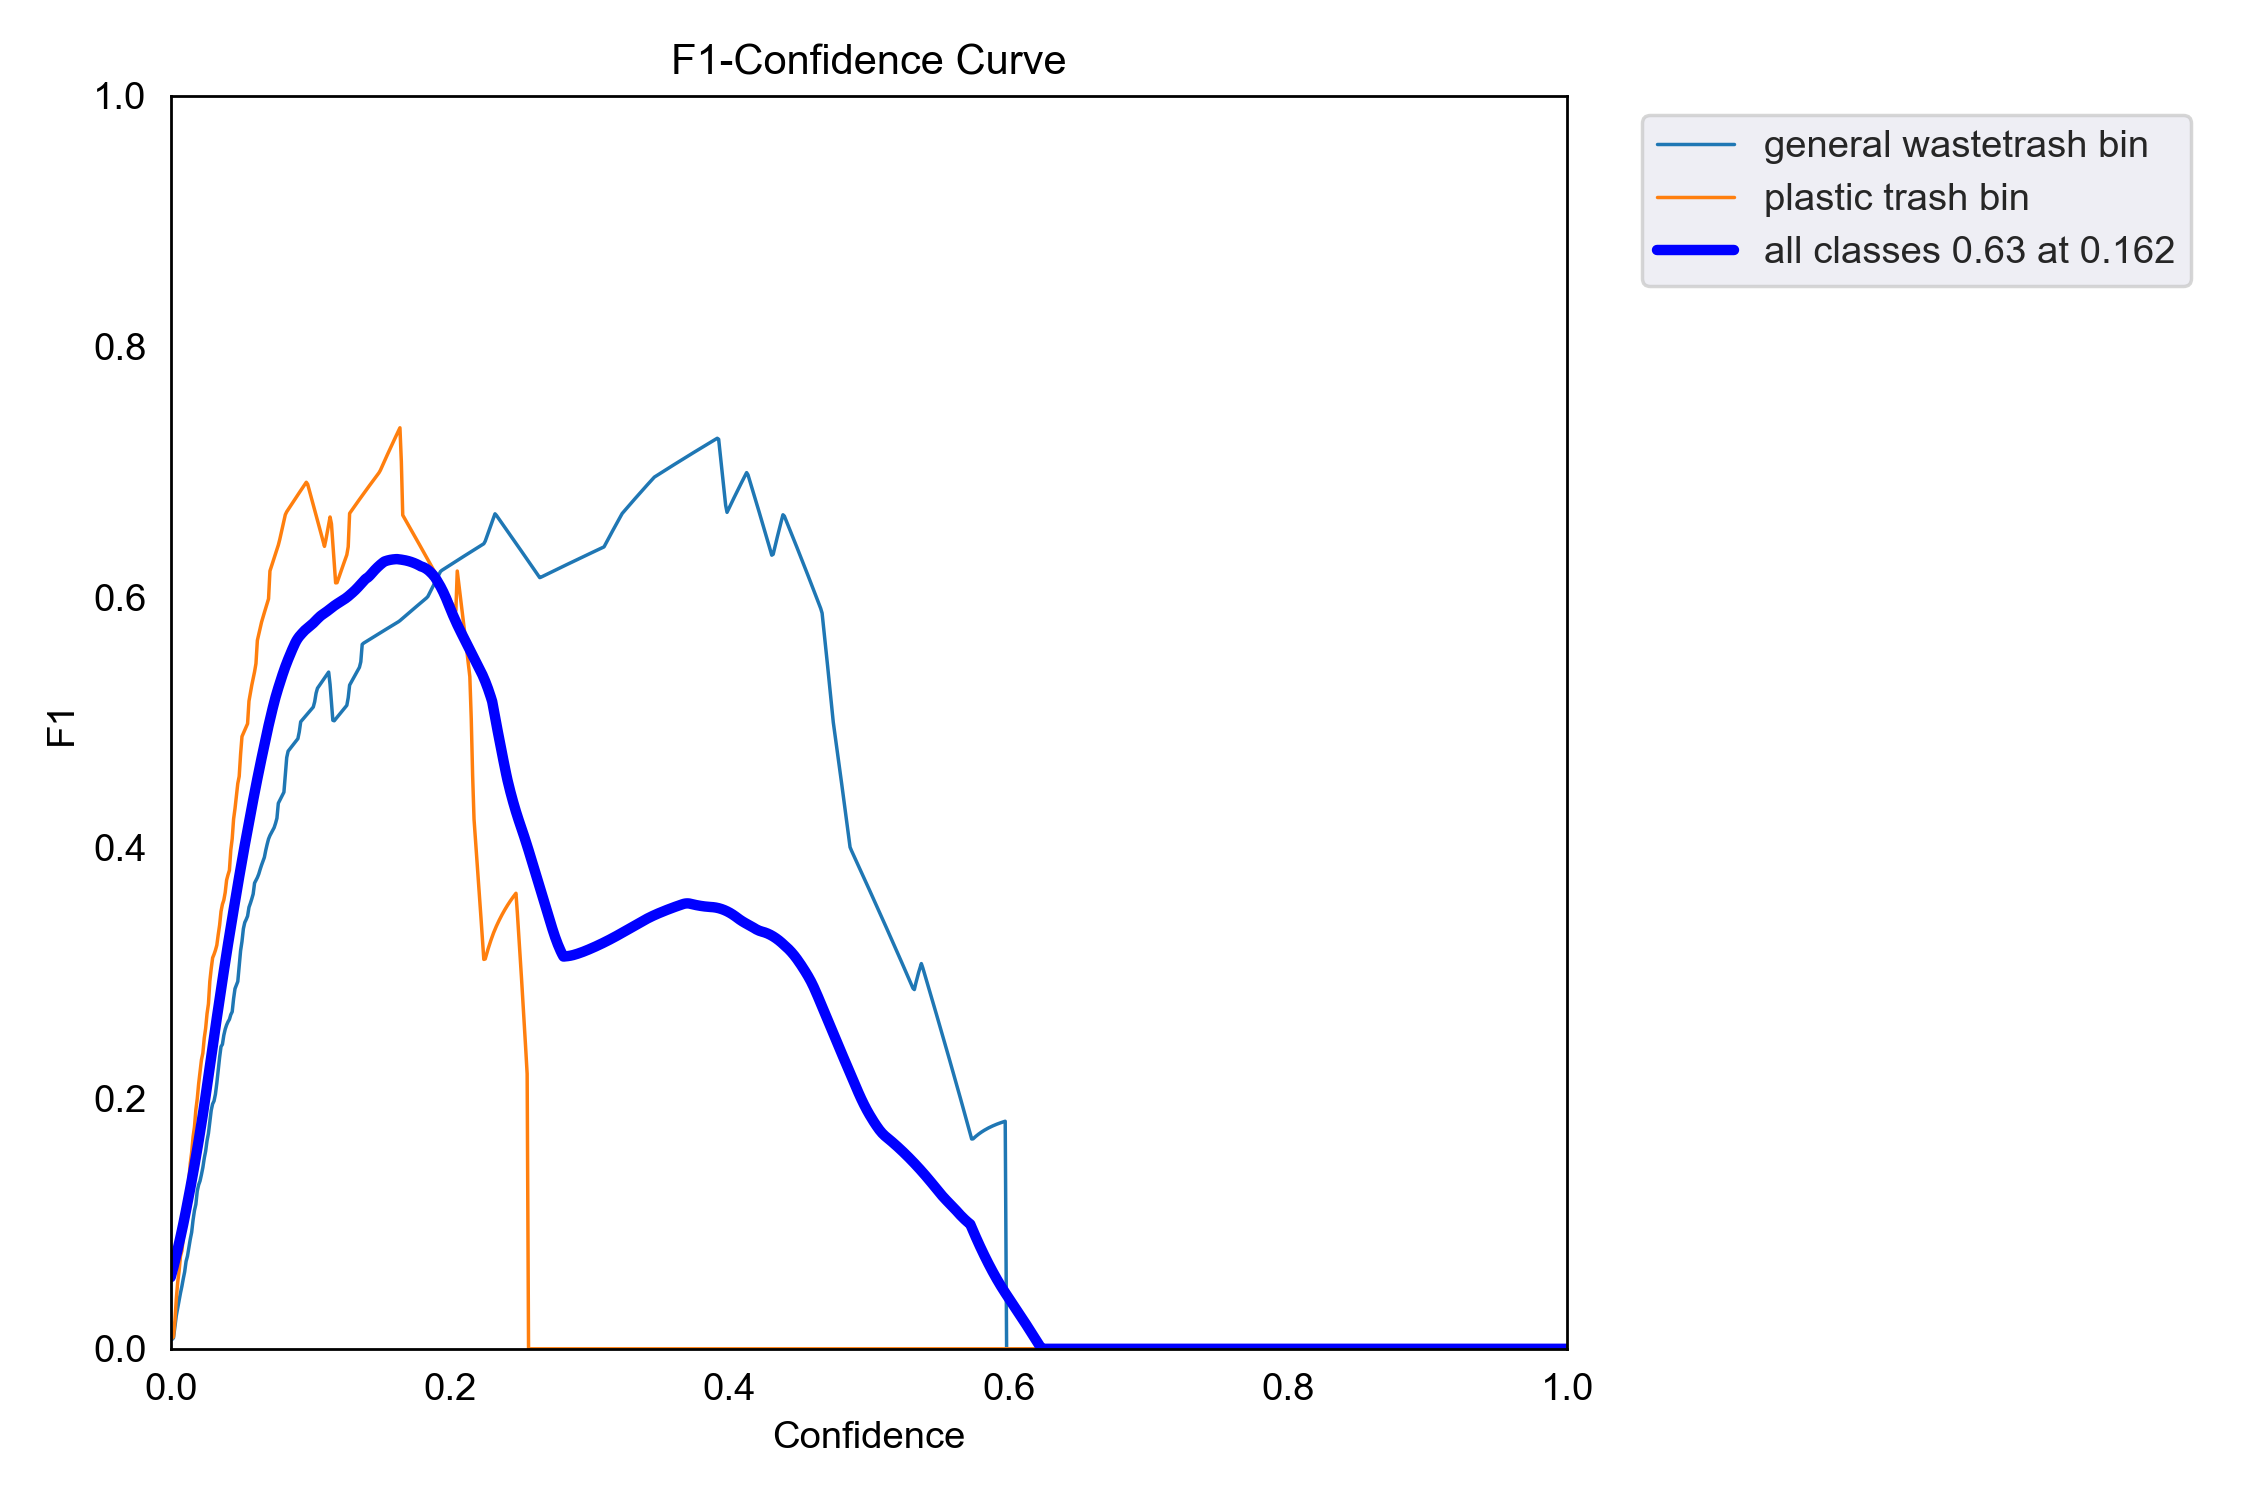 F1-Confidence Curve
1.0
0.8
0.6
0.4
0.2
0.0
F1
0.0 0.2 0.4 0.6 0.8 1.0
Confidence
general wastetrash bin
plastic trash bin
all classes 0.63 at 0.162